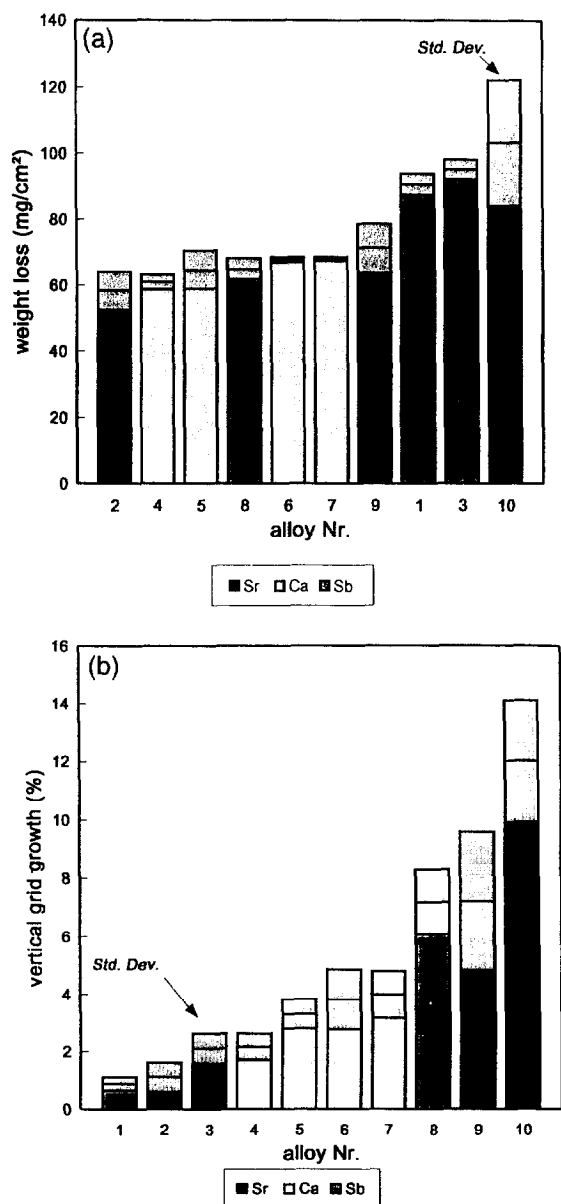 (a)
140
120
100
80
60
40
20
0
weight loss (mg/cm²)
Std. Dev.
2 4 5 8 6 7 9 1 3 10
alloy Nr.
Sr Ca Sb
(b)
16
14
12
10
8
6
4
2
0
vertical grid growth (%)
Std. Dev.
1 2 3 4 5 6 7 8 9 10
alloy Nr.
Sr Ca Sb